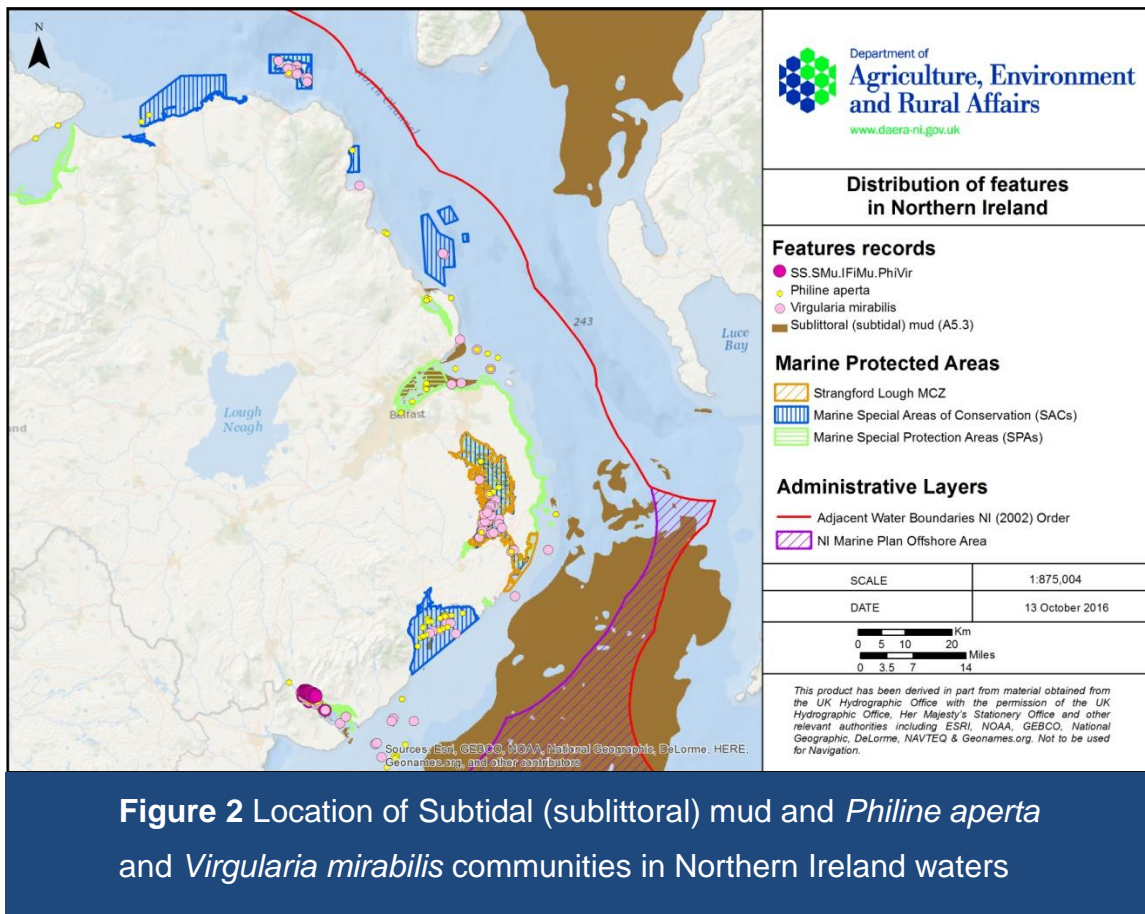 N
North Channel
243
Luce
Bay
Lough
Neagh
Belfast
and
Sources: Esri, GEBCO, NOAA, National Geographic, DeLorme, HERE,
Geonames.org, and other contributors
Department of
Agriculture, Environment
and Rural Affairs
www.daera-ni.gov.uk
Distribution of features
in Northern Ireland
Features records
SS.SMu.IFiMu.PhiVir
Philine aperta
Virgularia mirabilis
Sublittoral (subtidal) mud (A5.3)
Marine Protected Areas
Strangford Lough MCZ
Marine Special Areas of Conservation (SACs)
Marine Special Protection Areas (SPAs)
Administrative Layers
Adjacent Water Boundaries NI (2002) Order
NI Marine Plan Offshore Area
SCALE 1:875,004
DATE 13 October 2016
Km
0 5 10 20
Miles
0 3.5 7 14
This product has been derived in part from material obtained from
the UK Hydrographic Office with the permission of the UK
Hydrographic Office, Her Majesty's Stationery Office and other
relevant authorities including ESRI, NOAA, GEBCO, National
Geographic, DeLorme, NAVTEQ & Geonames.org. Not to be used
for Navigation.
Figure 2 Location of Subtidal (sublittoral) mud and Philine aperta
and Virgularia mirabilis communities in Northern Ireland waters